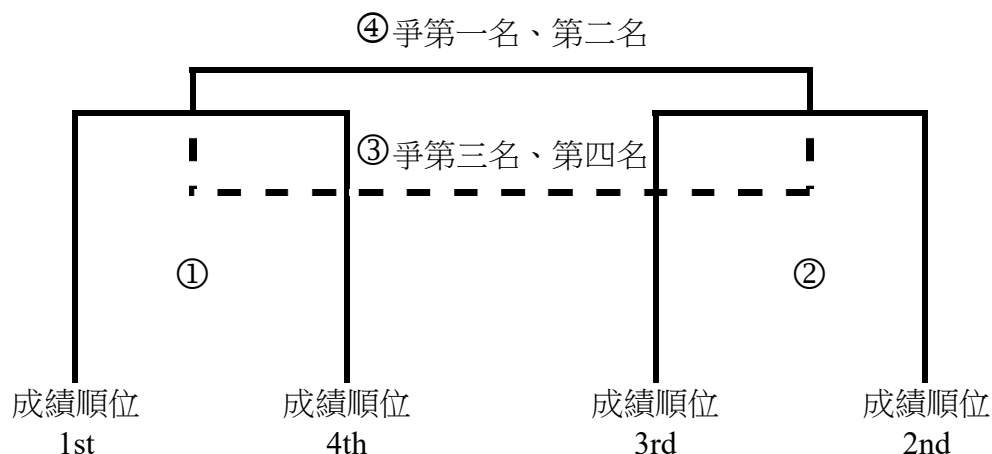 ④爭第一名、第二名
③爭第三名、第四名
①
②
成績順位
1st
成績順位
4th
成績順位
3rd
成績順位
2nd